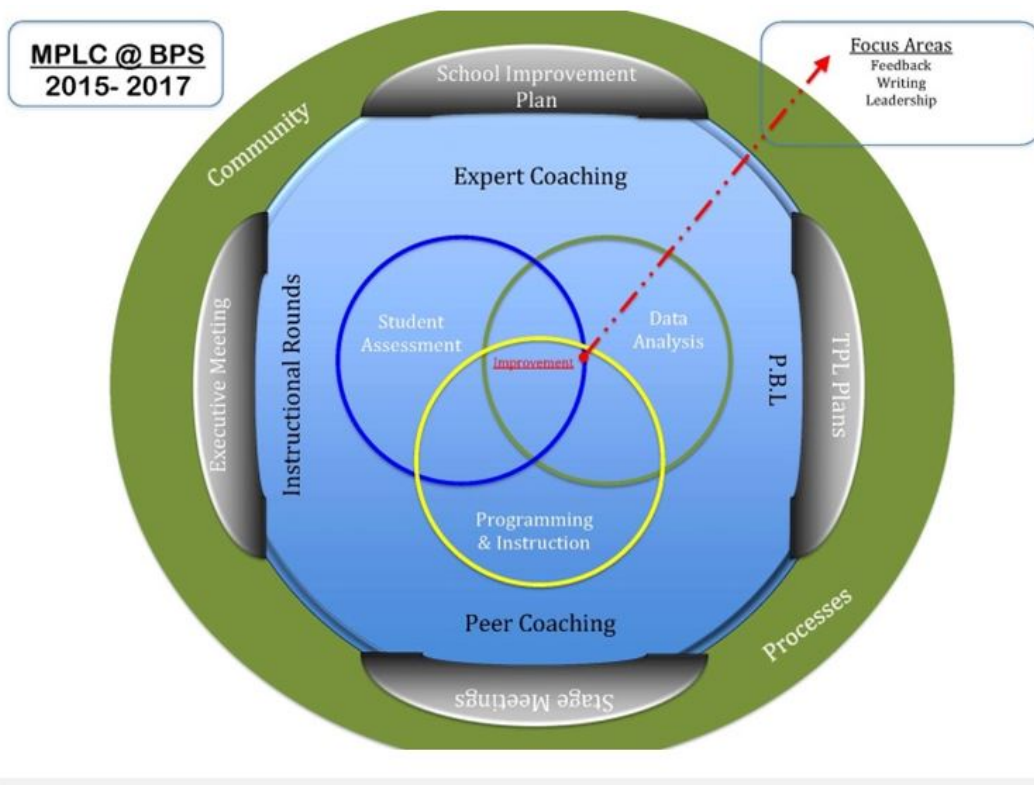 MPLC @ BPS
2015- 2017
Focus Areas
Feedback
Writing
Leadership
School Improvement
Plan
Community
Expert Coaching
Executive Meeting
Instructional Rounds
Student
Assessment
Data
Analysis
Improvement
P.B.L
TPL Plans
Programming
& Instruction
Peer Coaching
Processes
Stage Meetings